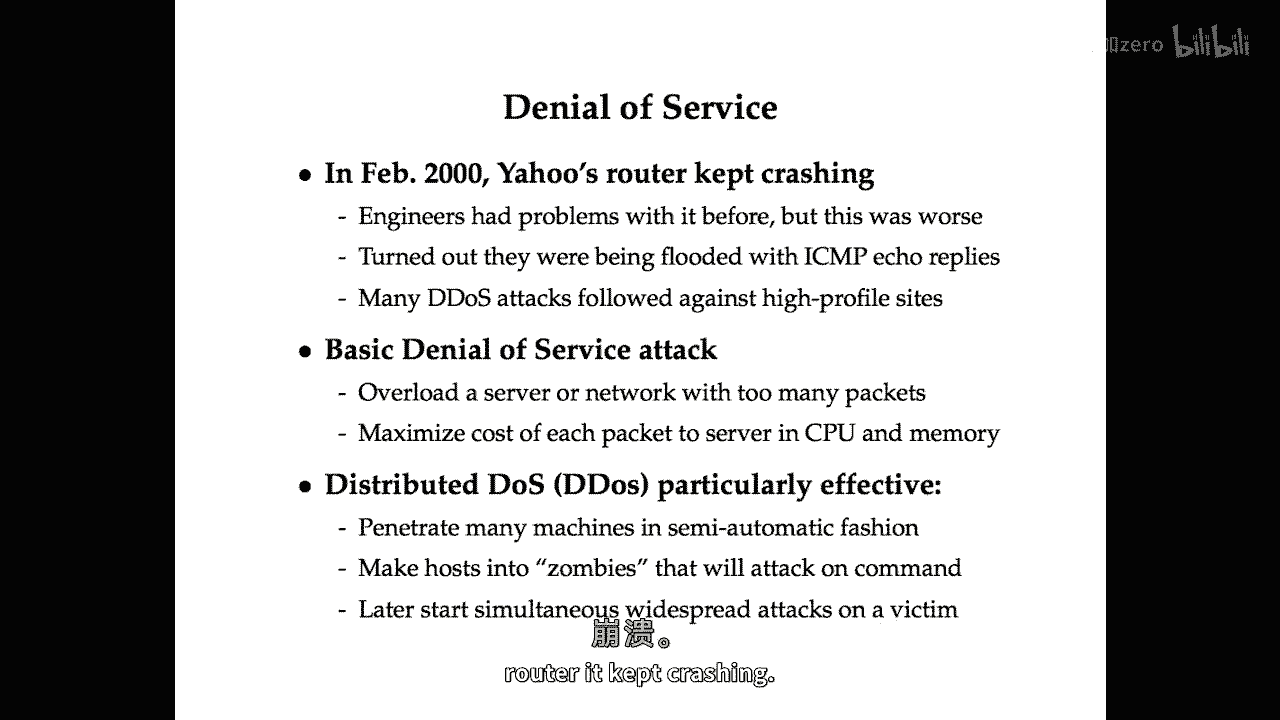 zero bilibili
Denial of Service
• In Feb. 2000, Yahoo's router kept crashing
- Engineers had problems with it before, but this was worse
- Turned out they were being flooded with ICMP echo replies
- Many DDoS attacks followed against high-profile sites
• Basic Denial of Service attack
- Overload a server or network with too many packets
- Maximize cost of each packet to server in CPU and memory
• Distributed DoS (DDos) particularly effective:
- Penetrate many machines in semi-automatic fashion
- Make hosts into “zombies” that will attack on command
- Later start simultaneous widespread attacks on a victim
崩溃。
router it kept crashing.